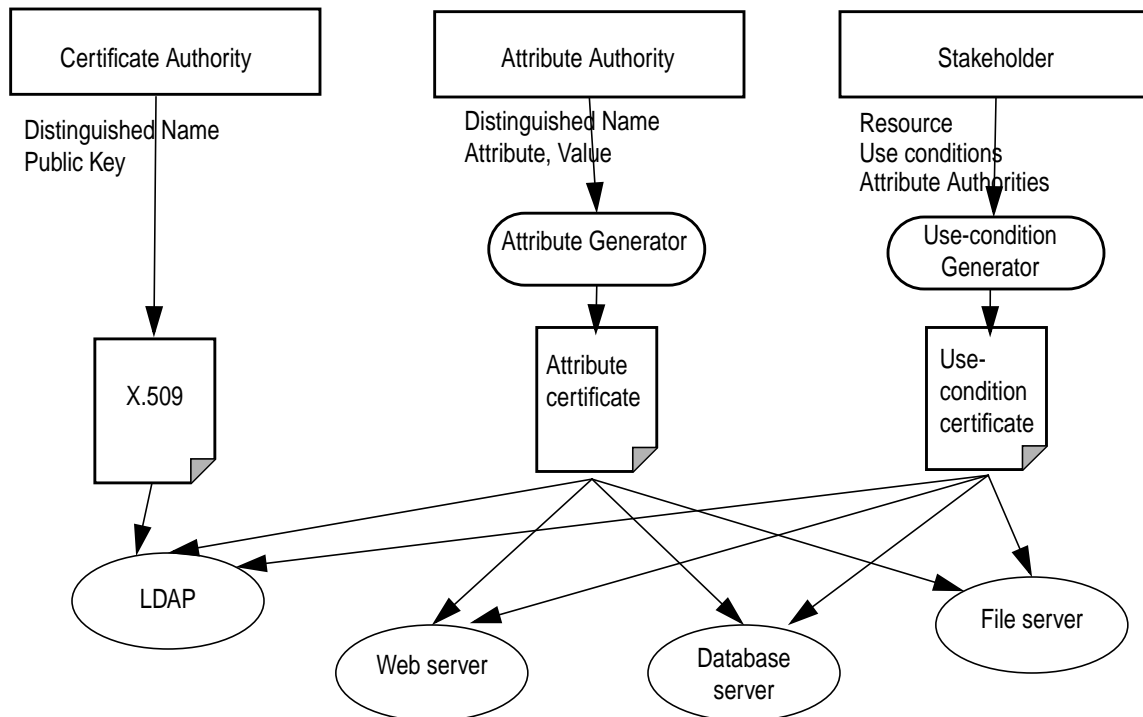 Certificate Authority
Attribute Authority
Stakeholder
Distinguished Name
Public Key
Distinguished Name
Attribute, Value
Resource
Use conditions
Attribute Authorities
Attribute Generator
Use-condition
Generator
X.509
Attribute
certificate
Use-
condition
certificate
LDAP
Web server
Database
server
File server